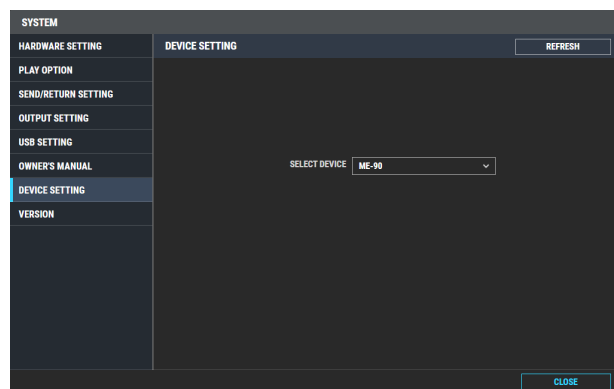 SYSTEM
HARDWARE SETTING
DEVICE SETTING
REFRESH
PLAY OPTION
SEND/RETURN SETTING
OUTPUT SETTING
USB SETTING
OWNER'S MANUAL
SELECT DEVICE
ME-90
DEVICE SETTING
VERSION
CLOSE